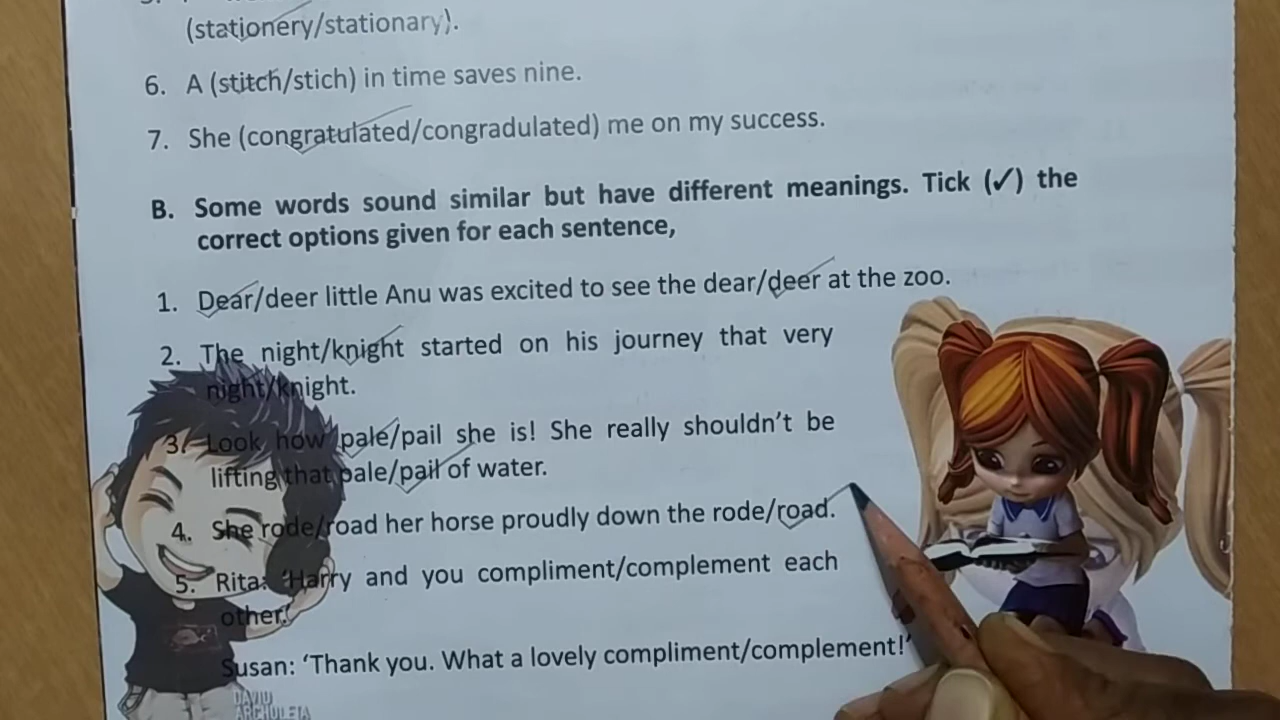 (stationery/stationary).
6. A (stitch/stich) in time saves nine.
7. She (congratulated/congradulated) me on my success.
B. Some words sound similar but have different meanings. Tick (✓) the
correct options given for each sentence,
1. Dear/deer little Anu was excited to see the dear/deer at the zoo.
2. The night/knight started on his journey that very
night/knight.
3. Look how pale/pail she is! She really shouldn't be
lifting that pale/pail of water.
4. She rode/road her horse proudly down the rode/road.
5. Rita: 'Harry and you compliment/complement each
other.'
Susan: 'Thank you. What a lovely compliment/complement!'
DAVID
ARCHULETA